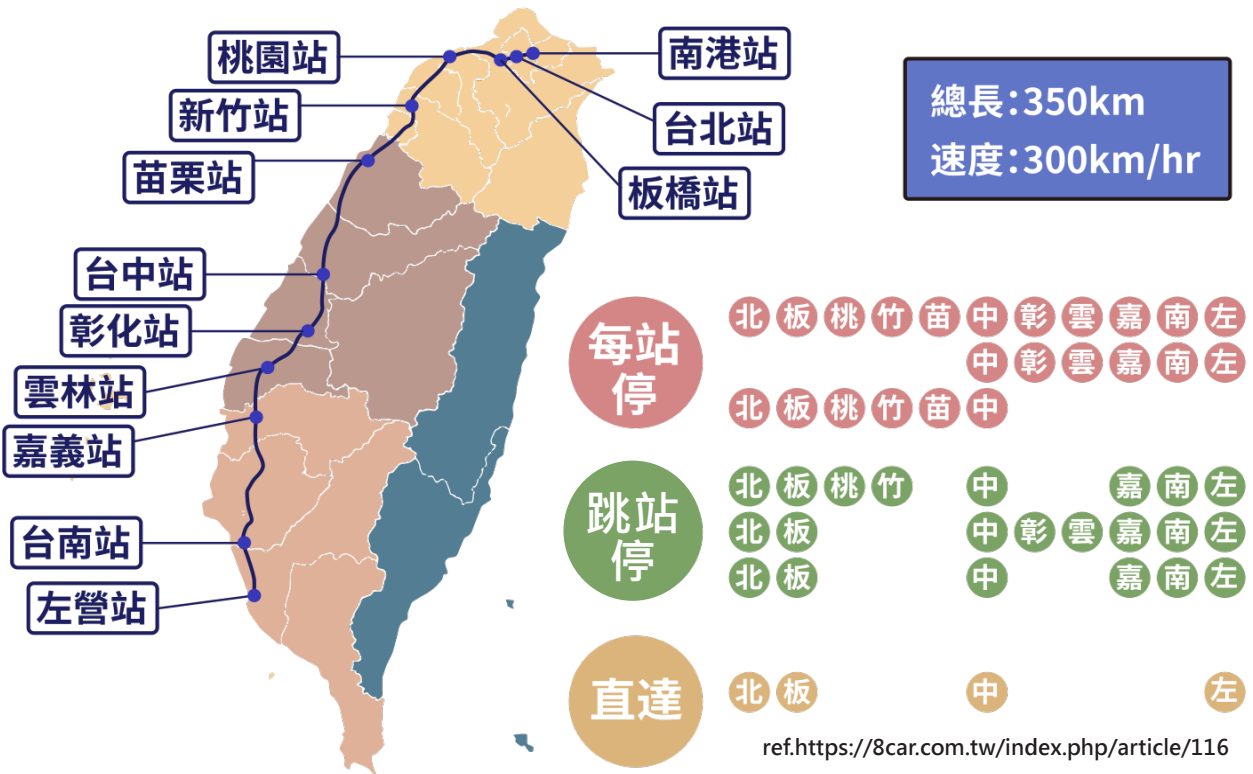 桃園站
南港站
新竹站
台北站
苗栗站
板橋站
總長:350km
速度:300km/hr
台中站
彰化站
雲林站
嘉義站
台南站
左營站
每站
停
北 板 桃 竹 苗 中 彰 雲 嘉 南 左
中 彰 雲 嘉 南 左
北 板 桃 竹 苗 中
跳站
停
北 板 桃 竹 中 嘉 南 左
北 板 中 彰 雲 嘉 南 左
北 板 中 嘉 南 左
直達
北 板 中 左
ref.https://8car.com.tw/index.php/article/116